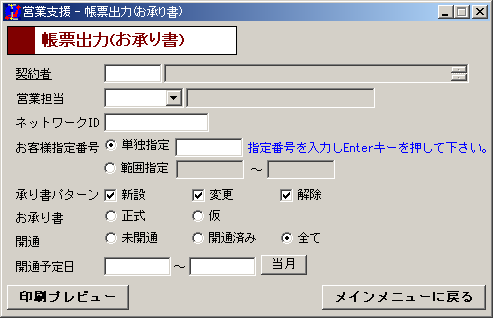 営業支援 - 帳票出力(お承り書)
帳票出力(お承り書)
契約者
営業担当
ネットワークID
お客様指定番号 単独指定 指定番号を入力しEnterキーを押して下さい。
範囲指定 ～
承り書パターン 新設 変更 解除
お承り書 正式 仮
開通 未開通 開通済み 全て
開通予定日 ～ 当月
印刷プレビュー メインメニューに戻る